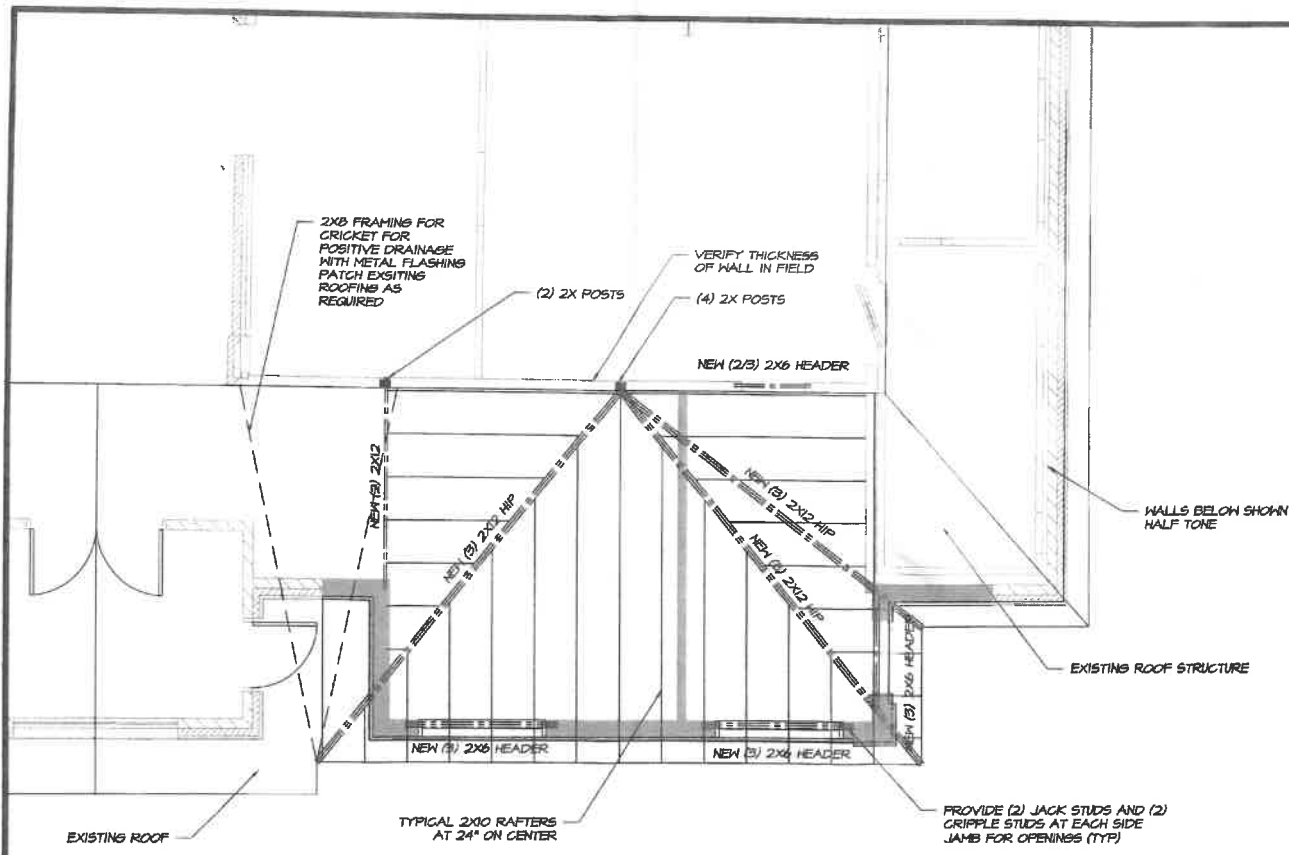 2X8 FRAMING FOR
CRICKET FOR
POSITIVE DRAINAGE
WITH METAL FLASHING
PATCH EXSITING
ROOFING AS
REQUIRED
(2) 2X POSTS
VERIFY THICKNESS
OF WALL IN FIELD
(4) 2X POSTS
NEW (2/3) 2X6 HEADER
NEW (3) 2X12 HIP
NEW (3) 2X12 HIP
2X12 HIP
WALLS BELOW SHOWN
HALF TONE
EXISTING ROOF STRUCTURE
NEW (3) 2X6 HEADER
NEW (3) 2X6 HEADER
NEW (3) 2X6 HEADER
TYPICAL 2X10 RAFTERS
AT 24" ON CENTER
EXISTING ROOF
PROVIDE (2) JACK STUDS AND (2)
CRIPPLE STUDS AT EACH SIDE
JAMB FOR OPENINGS (TYP)